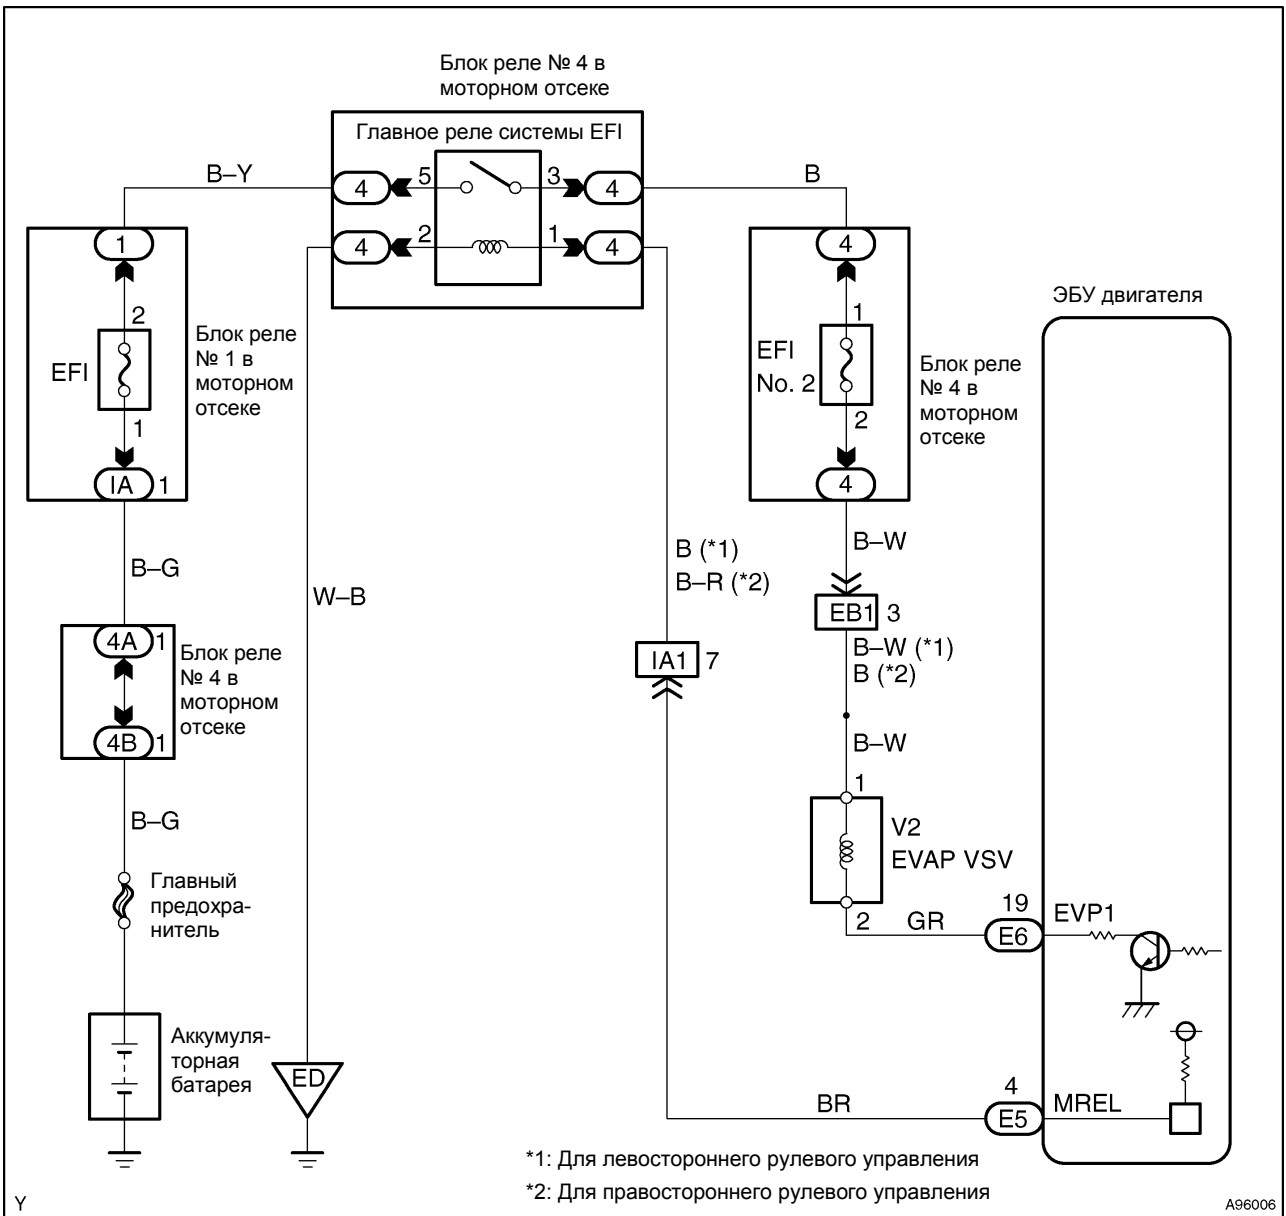 Блок реле № 4 в
моторном отсеке
Главное реле системы EFI
B–Y
4
5
3
4
B
4
2
1
4
1
2
EFI
1
IA
1
Блок реле
№ 1 в
моторном
отсеке
4
1
EFI
No. 2
2
4
Блок реле
№ 4 в
моторном
отсеке
ЭБУ двигателя
B–G
W–B
B (*1)
B–R (*2)
B–W
EB1
3
B–W (*1)
B (*2)
4A
1
4B
1
Блок реле
№ 4 в
моторном
отсеке
IA1
7
B–W
1
V2
EVAP VSV
2
B–G
Главный
предохра-
нитель
GR
19
E6
EVP1
Аккумуля-
торная
батарея
ED
BR
4
E5
MREL
*1: Для левостороннего рулевого управления
*2: Для правостороннего рулевого управления
Y
A96006